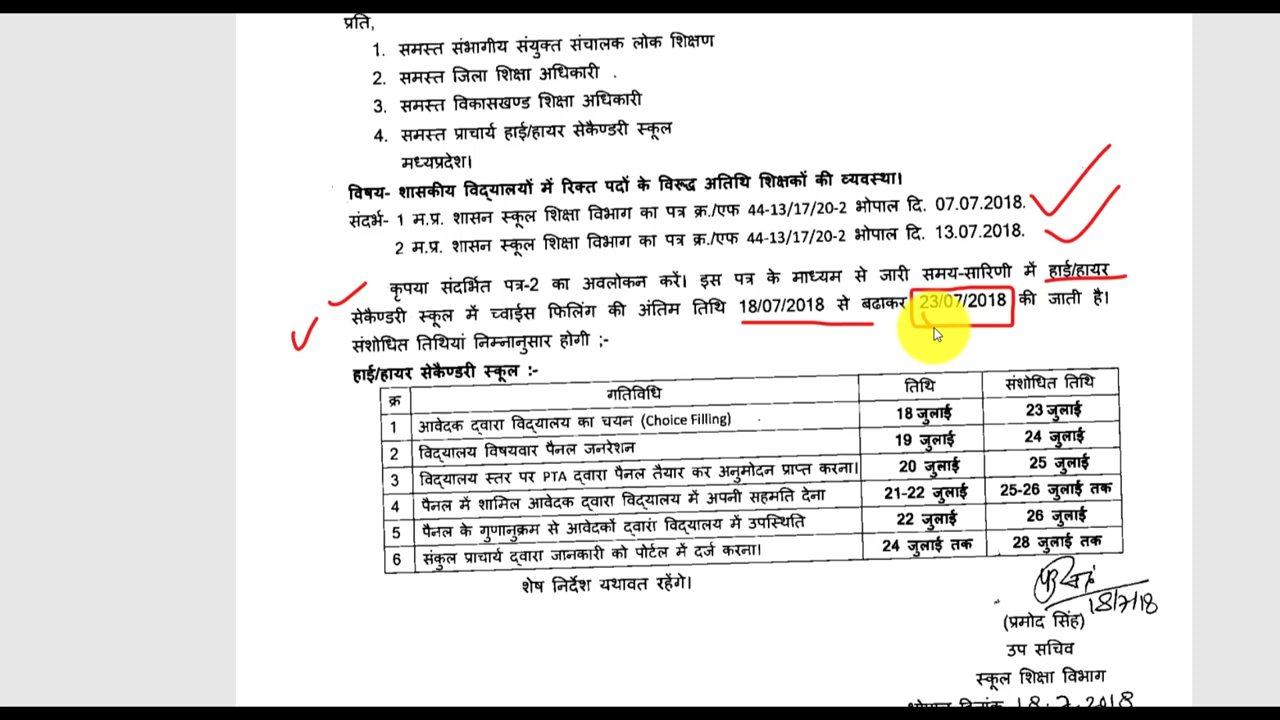 प्रति,
1. समस्त संभागीय संयुक्त संचालक लोक शिक्षण
2. समस्त जिला शिक्षा अधिकारी .
3. समस्त विकासखण्ड शिक्षा अधिकारी
4. समस्त प्राचार्य हाई/हायर सेकैण्डरी स्कूल
मध्यप्रदेश।
विषय- शासकीय विद्यालयों में रिक्त पदों के विरूद्ध अतिथि शिक्षकों की व्यवस्था।
संदर्भ- 1 म.प्र. शासन स्कूल शिक्षा विभाग का पत्र क्र./एफ 44-13/17/20-2 भोपाल दि. 07.07.2018.
2 म.प्र. शासन स्कूल शिक्षा विभाग का पत्र क्र./एफ 44-13/17/20-2 भोपाल दि. 13.07.2018.
कृपया संदर्भित पत्र-2 का अवलोकन करें। इस पत्र के माध्यम से जारी समय-सारिणी में हाई/हायर
सेकैण्डरी स्कूल में च्वाईस फिलिंग की अंतिम तिथि 18/07/2018 से बढाकर 23/07/2018 की जाती है।
संशोधित तिथियां निम्नानुसार होगी :-
हाई/हायर सेकैण्डरी स्कूल :-
क्र गतिविधि तिथि संशोधित तिथि
1 आवेदक द्वारा विद्यालय का चयन (Choice Filling) 18 जुलाई 23 जुलाई
2 विद्यालय विषयवार पैनल जनरेशन 19 जुलाई 24 जुलाई
3 विद्यालय स्तर पर PTA द्वारा पैनल तैयार कर अनुमोदन प्राप्त करना। 20 जुलाई 25 जुलाई
4 पैनल में शामिल आवेदक द्वारा विद्यालय में अपनी सहमति देना 21-22 जुलाई 25-26 जुलाई तक
5 पैनल के गुणानुक्रम से आवेदकों द्वारा विद्यालय में उपस्थिति 22 जुलाई 26 जुलाई
6 संकुल प्राचार्य द्वारा जानकारी को पोर्टल में दर्ज करना। 24 जुलाई तक 28 जुलाई तक
शेष निर्देश यथावत रहेंगे।
18/7/18
(प्रमोद सिंह)
उप सचिव
स्कूल शिक्षा विभाग
भोपाल दिनांक 18.7.2018